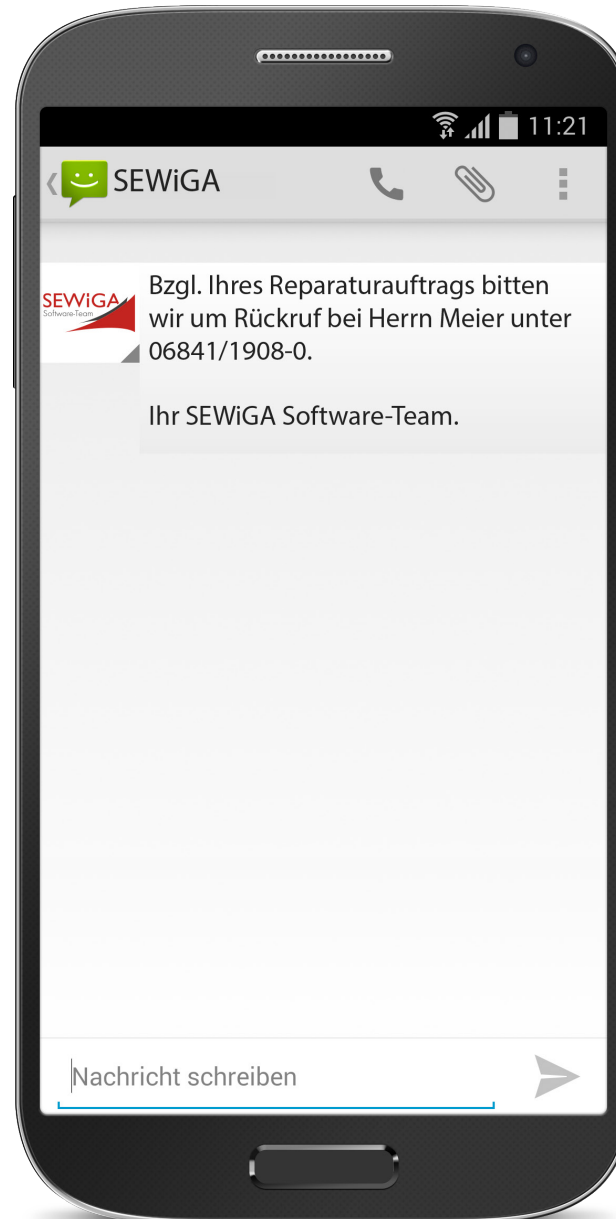 11:21
SEWiGA
SEWiGA
Software-Team
Bzgl. Ihres Reparaturauftrags bitten
wir um Rückruf bei Herrn Meier unter
06841/1908-0.
Ihr SEWiGA Software-Team.
Nachricht schreiben